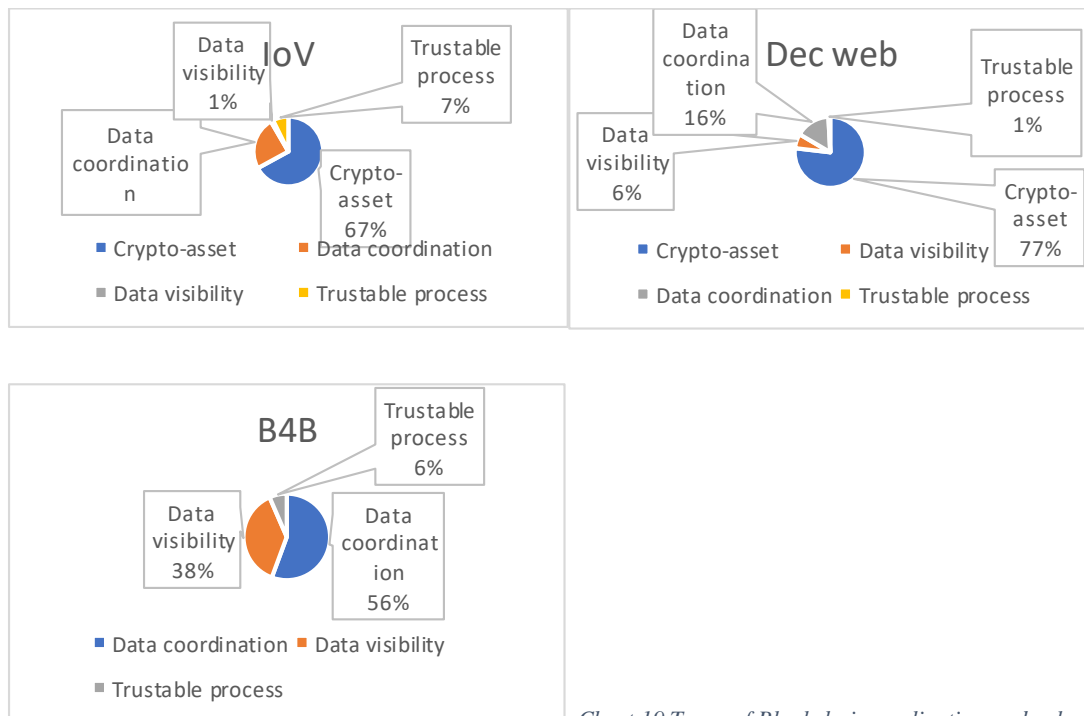 IoV
Data
visibility
1%
Trustable
process
7%
Data
coordinatio
n
Crypto-
asset
67%
Crypto-asset
Data coordination
Data visibility
Trustable process
Dec web
Data
coordina
tion
16%
Trustable
process
1%
Data
visibility
6%
Crypto-
asset
77%
Crypto-asset
Data visibility
Data coordination
Trustable process
B4B
Trustable
process
6%
Data
visibility
38%
Data
coordinat
ion
56%
Data coordination
Data visibility
Trustable process